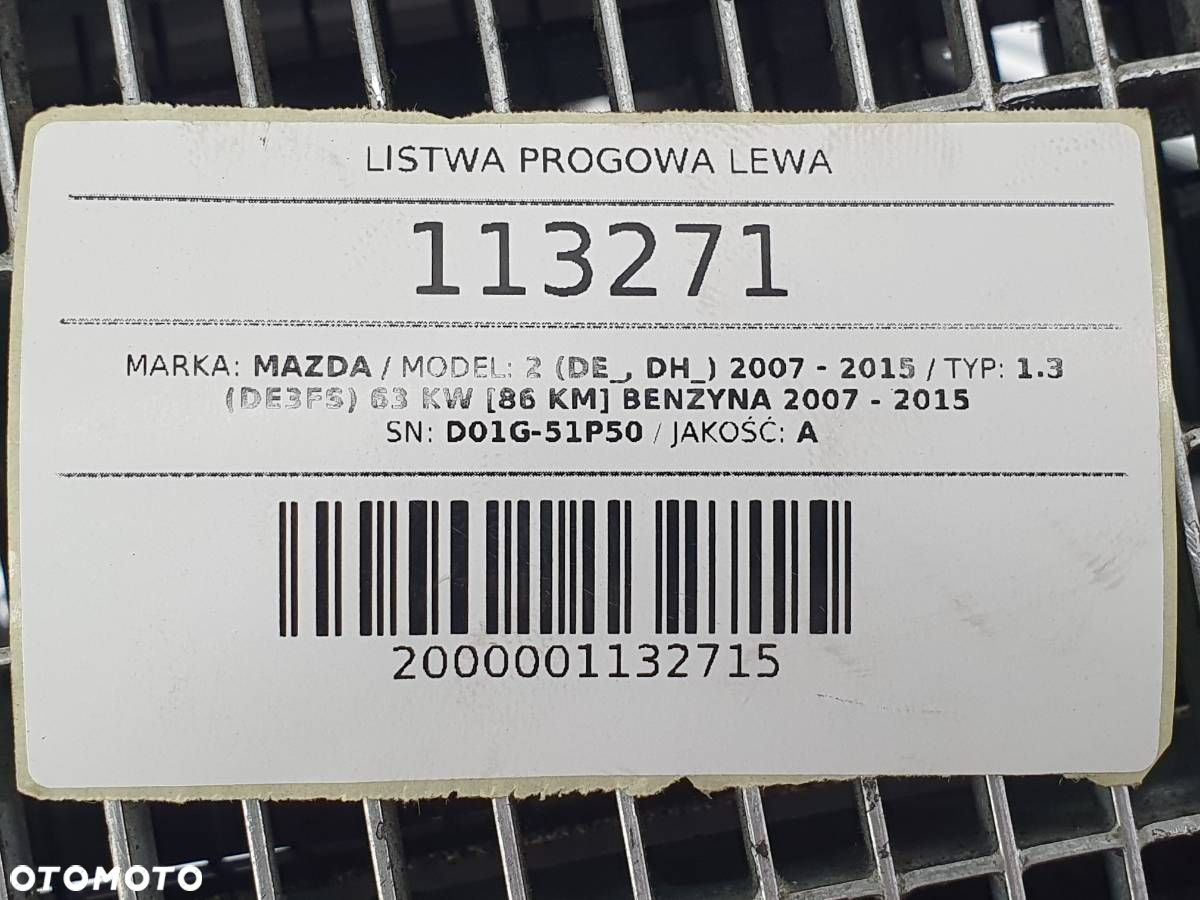 LISTWA PROGOWA LEWA
113271
MARKA: MAZDA / MODEL: 2 (DE_, DH_) 2007 - 2015 / TYP: 1.3
(DE3FS) 63 KW [86 KM] BENZYNA 2007 - 2015
SN: D01G-51P50 / JAKOŚĆ: A
2000001132715
OTOMOTO